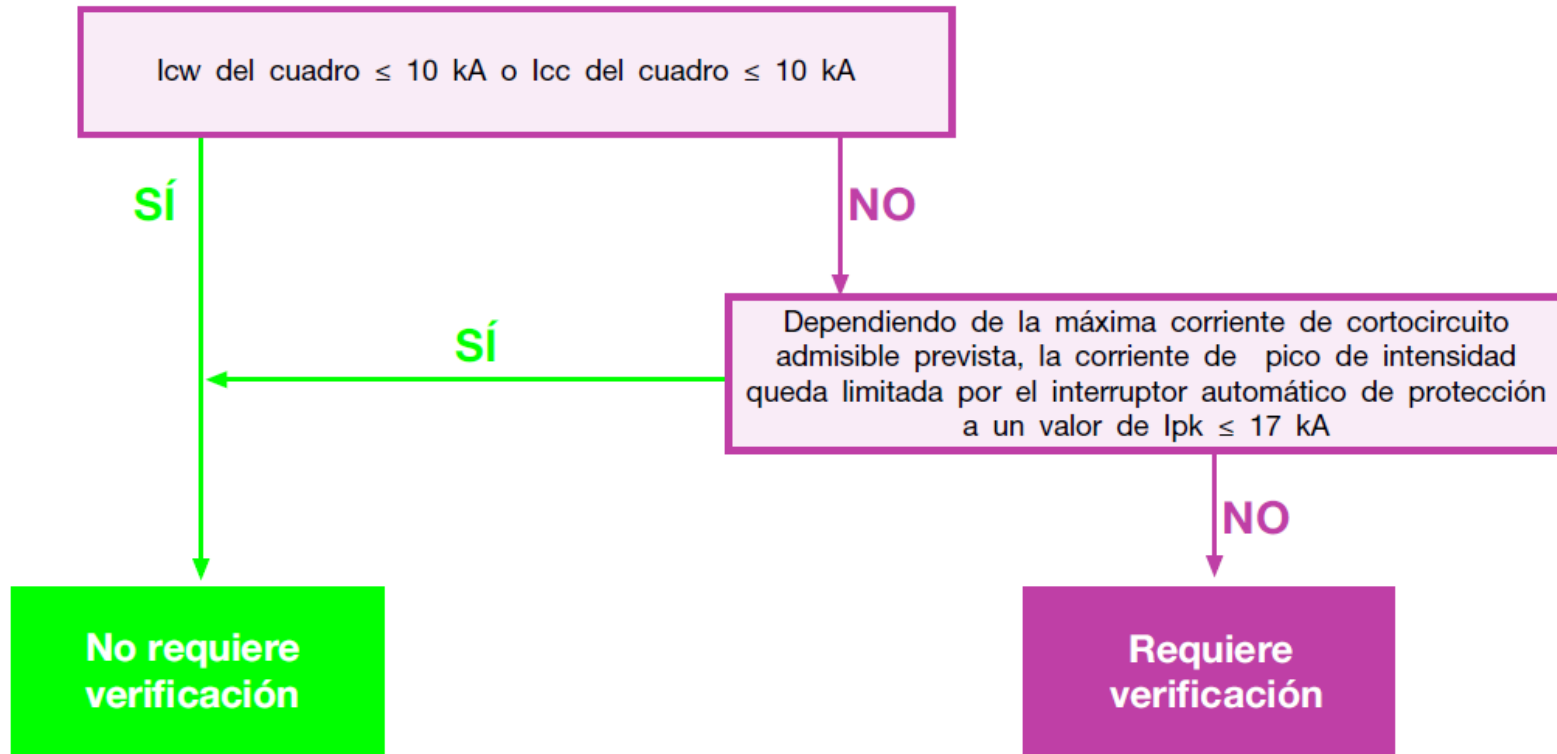 Icw del cuadro ≤ 10 kA o Icc del cuadro ≤ 10 kA
SÍ
NO
SÍ
Dependiendo de la máxima corriente de cortocircuito
admisible prevista, la corriente de pico de intensidad
queda limitada por el interruptor automático de protección
a un valor de Ipk ≤ 17 kA
NO
No requiere
verificación
Requiere
verificación